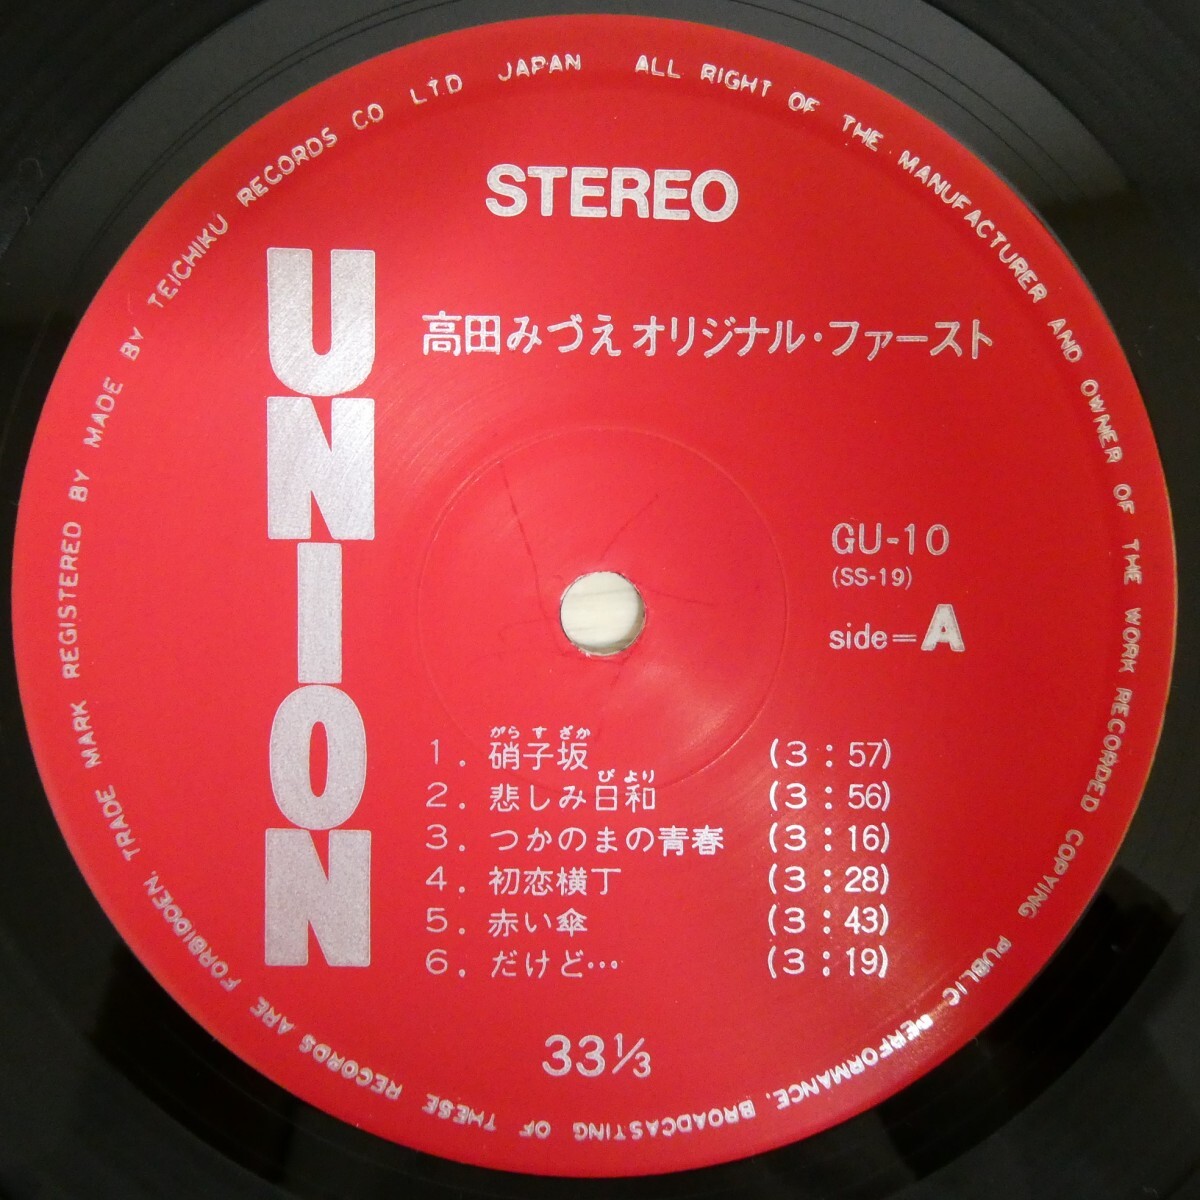 STEREO
UNION
高田みづえ オリジナル・ファースト
GU-10
(SS-19)
side=A
がらすざか
1. 硝子坂 (3:57)
びより
2. 悲しみ日和 (3:56)
3. つかのまの青春 (3:16)
4. 初恋横丁 (3:28)
5. 赤い傘 (3:43)
6. だけど… (3:19)
33⅓
TRADE MARK REGISTERED BY MADE BY TEICHIKU RECORDS CO LTD JAPAN ALL RIGHT OF THE MANUFACTURER AND OWNER OF THE WORK RECORDED COPYING PUBLIC PERFORMANCE, BROADCASTING OF THESE RECORDS ARE FORBIDDEN,